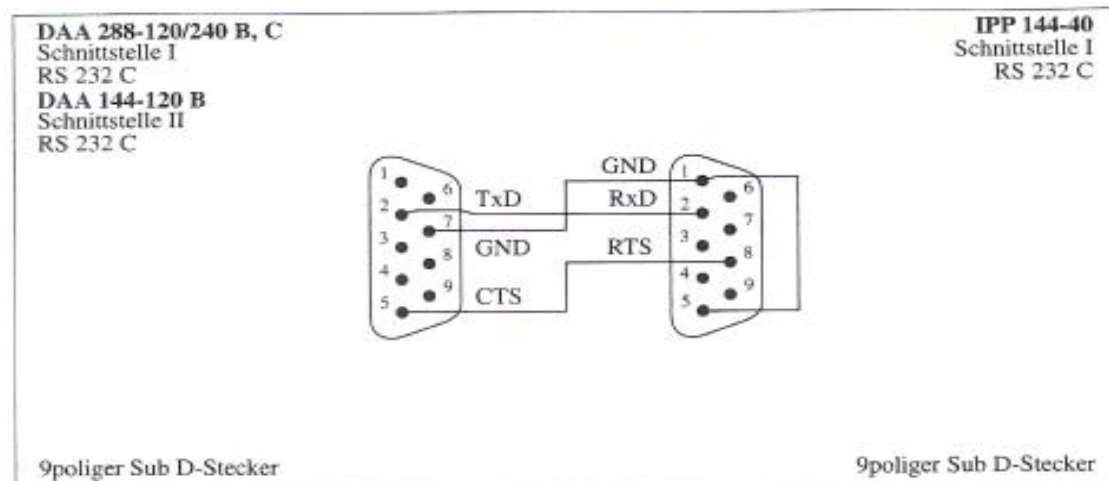 DAA 288-120/240 B, C
Schnittstelle I
RS 232 C
DAA 144-120 B
Schnittstelle II
RS 232 C
IPP 144-40
Schnittstelle I
RS 232 C
1
6
2
7
3
8
4
9
5
TxD
GND
CTS
GND
RxD
RTS
1
6
2
7
3
8
4
9
5
9poliger Sub D-Stecker
9poliger Sub D-Stecker